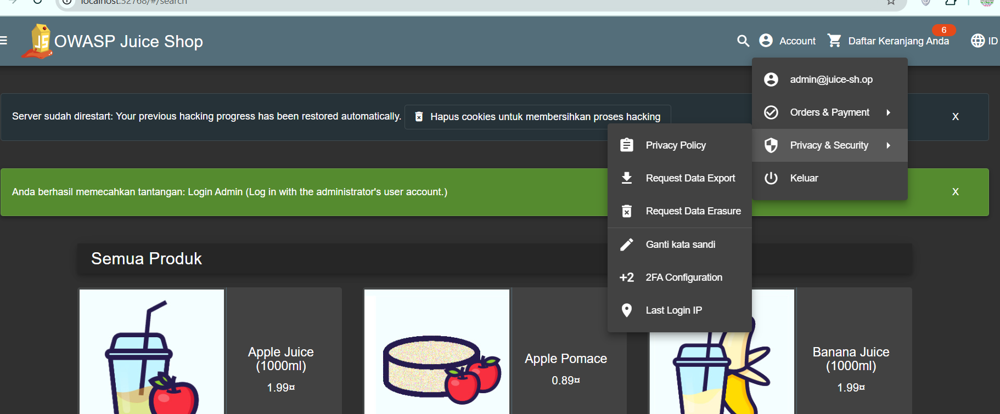 localhost:32768/#/search
OWASP Juice Shop
Account
Daftar Keranjang Anda
6
ID
admin@juice-sh.op
Orders & Payment
Privacy & Security
Keluar
Privacy Policy
Request Data Export
Request Data Erasure
Ganti kata sandi
+2 2FA Configuration
Last Login IP
Server sudah direstart: Your previous hacking progress has been restored automatically. Hapus cookies untuk membersihkan proses hacking
X
Anda berhasil memecahkan tantangan: Login Admin (Log in with the administrator's user account.)
X
Semua Produk
Apple Juice
(1000ml)
1.99¤
Apple Pomace
0.89¤
Banana Juice
(1000ml)
1.99¤
JS